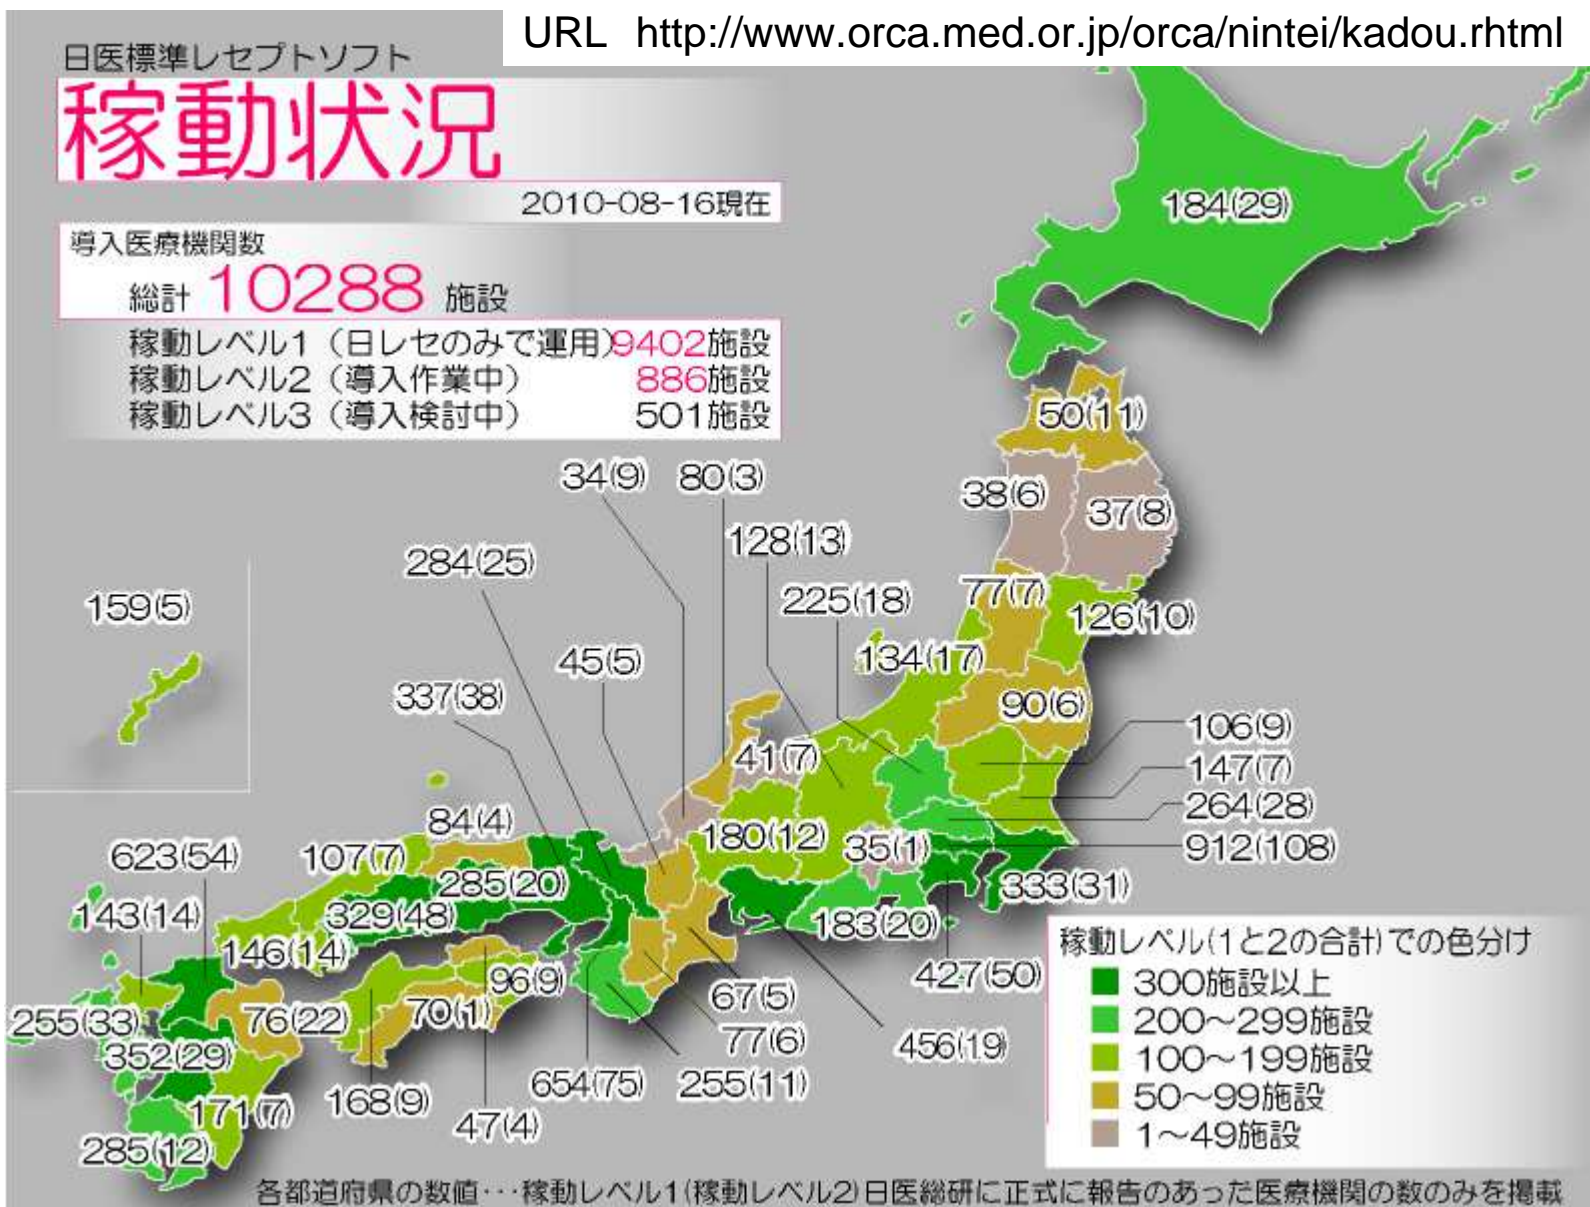 URL http://www.orca.med.or.jp/orca/nintei/kadou.rhtml
日医標準レセプトソフト
稼動状況
2010-08-16現在
導入医療機関数
総計 10288 施設
稼動レベル1（日レセのみで運用）9402施設
稼動レベル2（導入作業中） 886施設
稼動レベル3（導入検討中） 501施設
184(29)
50(11)
38(6)
37(8)
34(9)
80(3)
128(13)
284(25)
225(18)
77(7)
126(10)
159(5)
45(5)
134(17)
337(38)
90(6)
106(9)
41(7)
147(7)
264(28)
84(4)
180(12)
35(1)
912(108)
623(54)
107(7)
285(20)
333(31)
143(14)
329(48)
183(20)
146(14)
96(9)
427(50)
255(33)
76(22)
70(1)
67(5)
352(29)
77(6)
456(19)
654(75)
255(11)
171(7)
168(9)
47(4)
285(12)
稼動レベル(1と2の合計)での色分け
300施設以上
200～299施設
100～199施設
50～99施設
1～49施設
各都道府県の数値･･･稼動レベル1(稼動レベル2)日医総研に正式に報告のあった医療機関の数のみを掲載